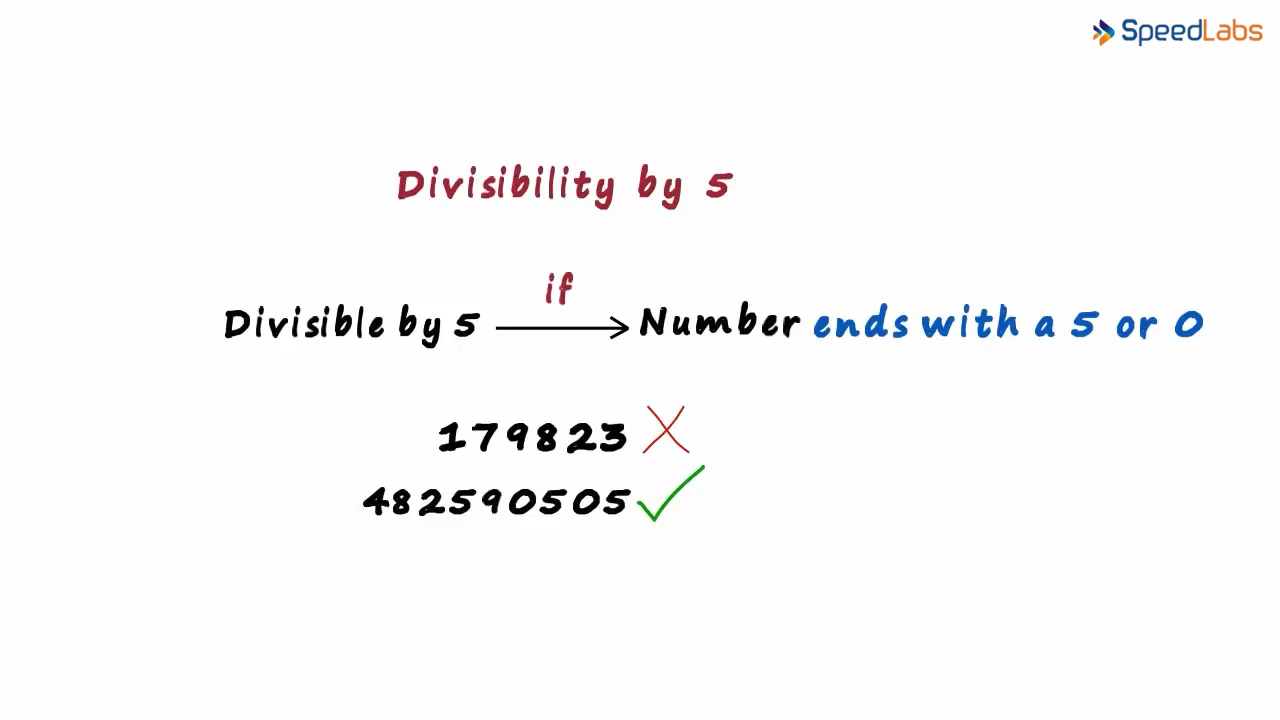 SpeedLabs
Divisibility by 5
if
Divisible by 5 Number ends with a 5 or 0
179823
482590505